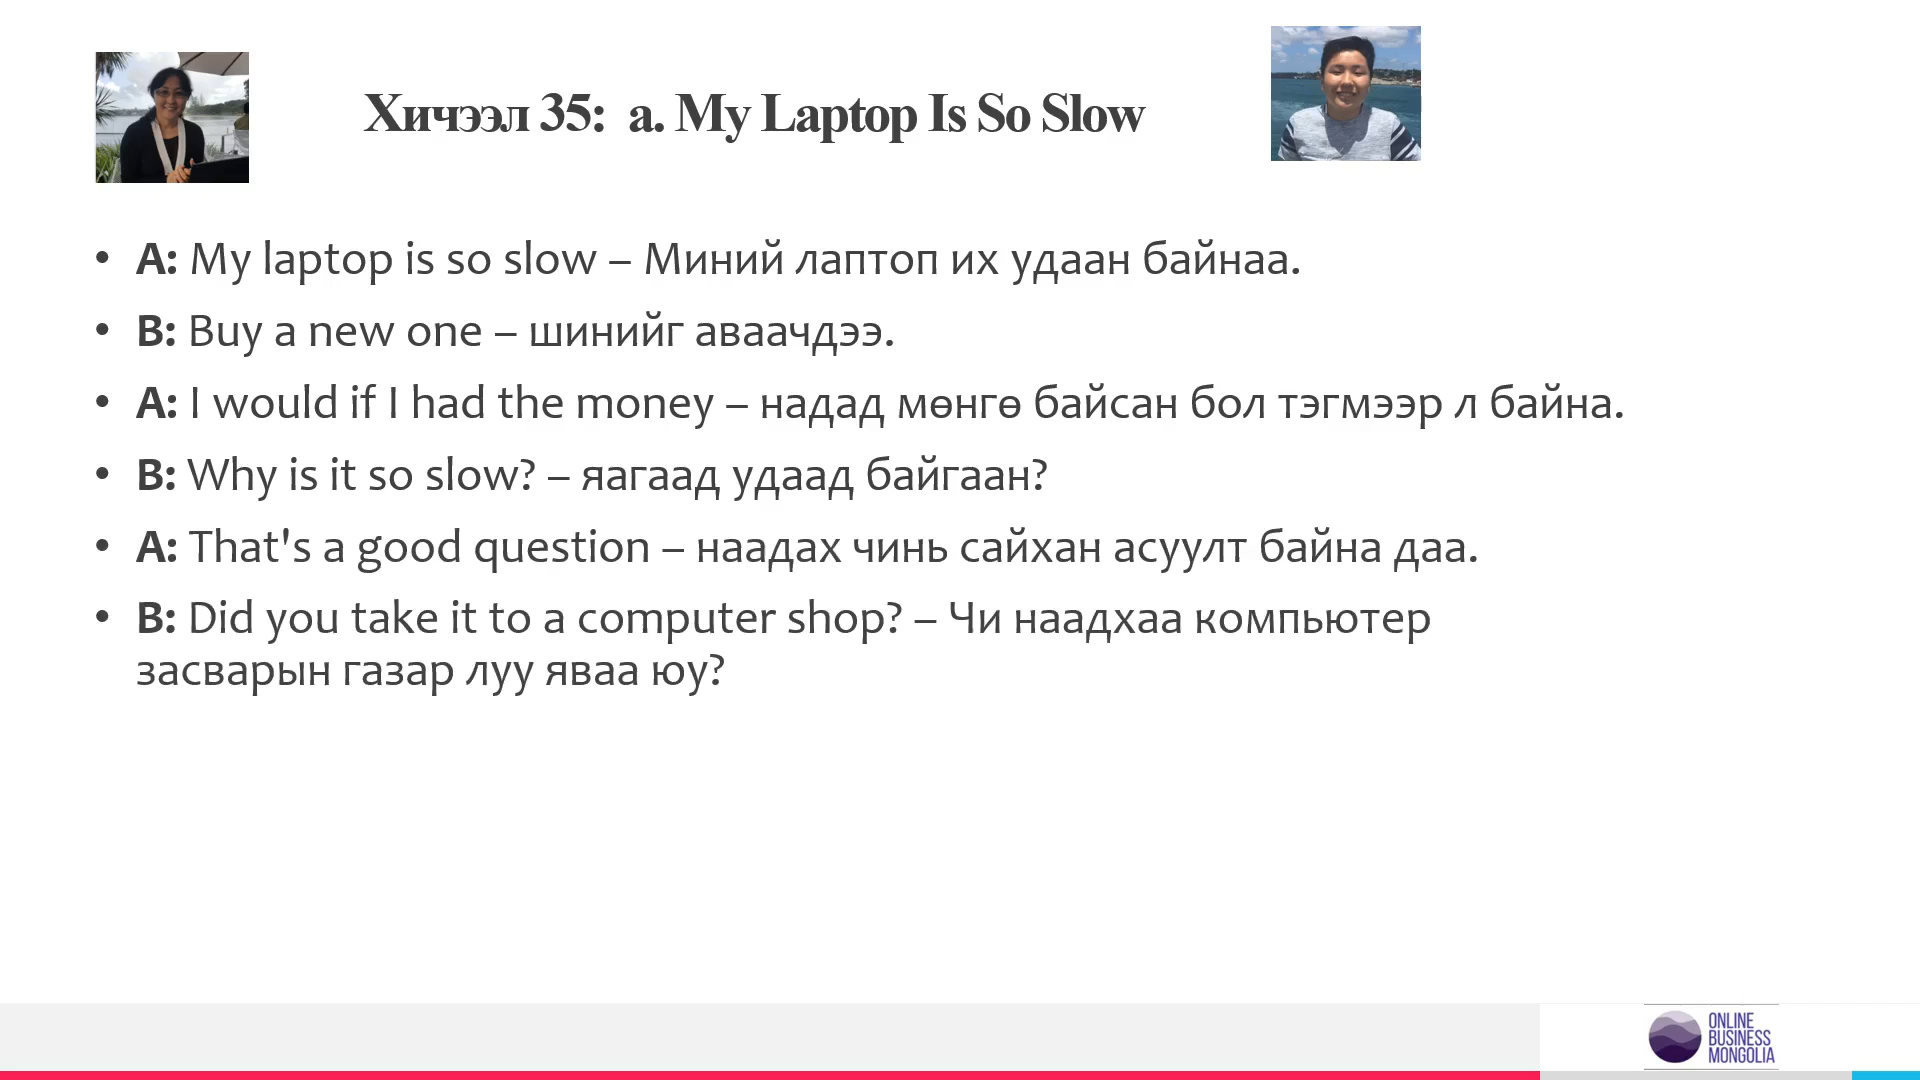 Хичээл 35: a. My Laptop Is So Slow
• A: My laptop is so slow – Миний лаптоп их удаан байнаа.
• B: Buy a new one – шинийг авaaчдээ.
• A: I would if I had the money – надад мөнгө байсан бол тэгмээр л байна.
• B: Why is it so slow? – яагаад удаад байгаан?
• A: That's a good question – наадах чинь сайхан асуулт байна даа.
• B: Did you take it to a computer shop? – Чи наадхаа компьютер
засварын газар луу яваа юу?
ONLINE
BUSINESS
MONGOLIA